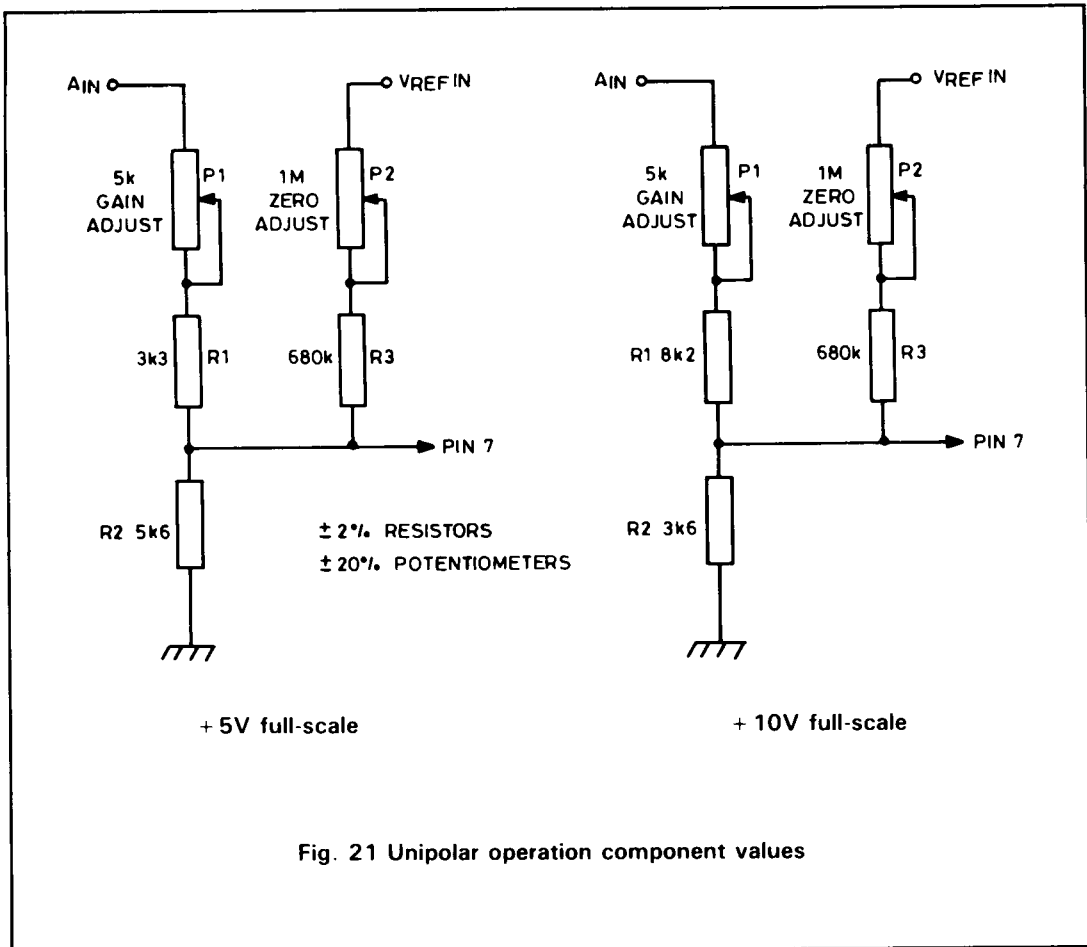 AIN
VREF IN
5k
GAIN
ADJUST
P1
1M
ZERO
ADJUST
P2
3k3 R1
680k R3
PIN 7
R2 5k6
± 2% RESISTORS
± 20% POTENTIOMETERS
+ 5V full-scale
AIN
VREF IN
5k
GAIN
ADJUST
P1
1M
ZERO
ADJUST
P2
R1 8k2
680k R3
PIN 7
R2 3k6
+ 10V full-scale
Fig. 21 Unipolar operation component values